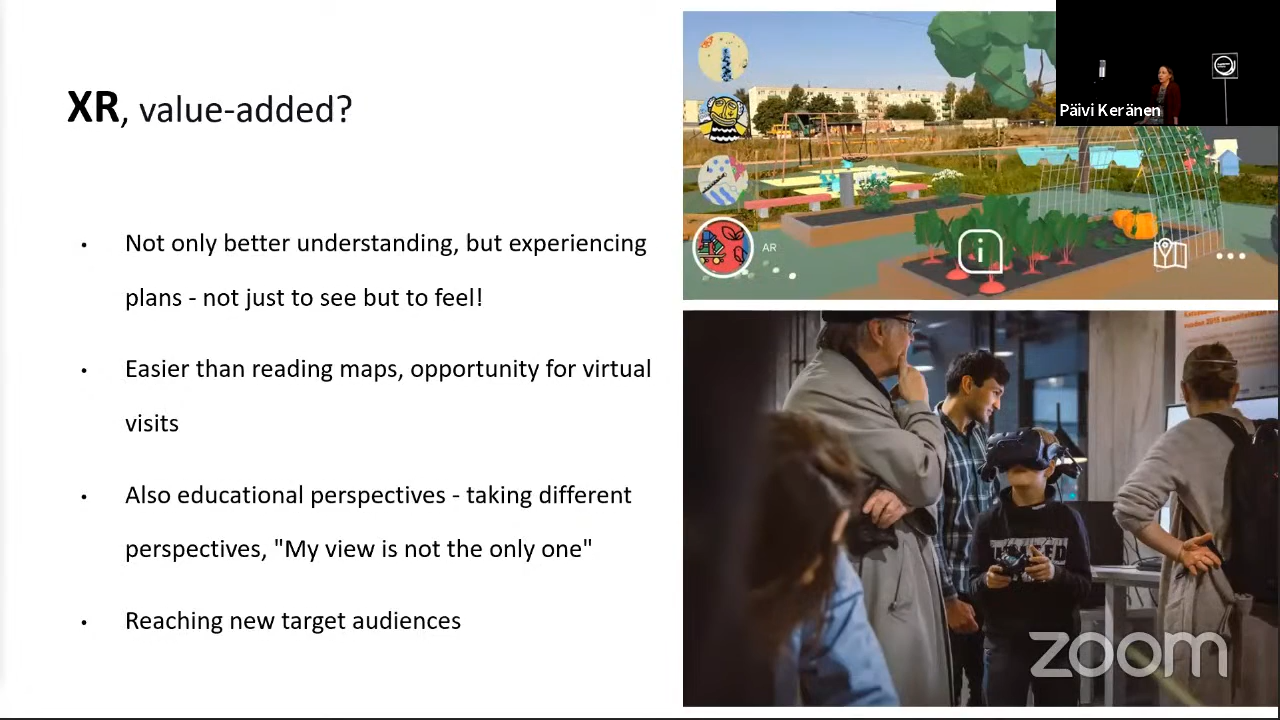 XR, value-added?
• Not only better understanding, but experiencing
plans - not just to see but to feel!
• Easier than reading maps, opportunity for virtual
visits
• Also educational perspectives - taking different
perspectives, "My view is not the only one"
• Reaching new target audiences
AR
i
Päivi Keränen
zoom